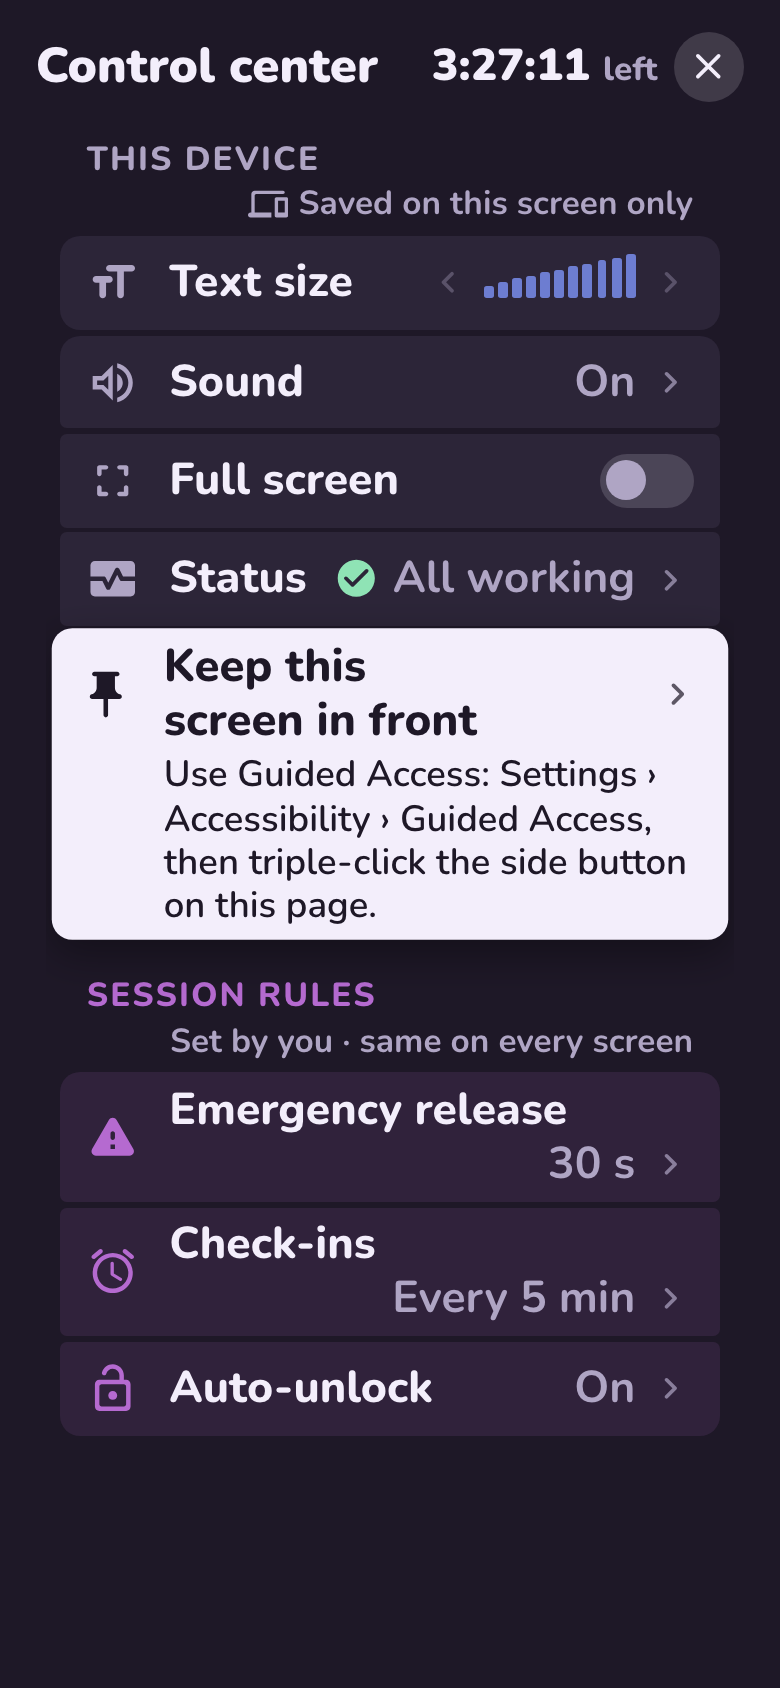 Control center 3:27:11 left
THIS DEVICE
Saved on this screen only
Text size
Sound On
Full screen
Status All working
Keep this
screen in front
Use Guided Access: Settings ›
Accessibility › Guided Access,
then triple-click the side button
on this page.
SESSION RULES
Set by you · same on every screen
Emergency release
30 s
Check-ins
Every 5 min
Auto-unlock On